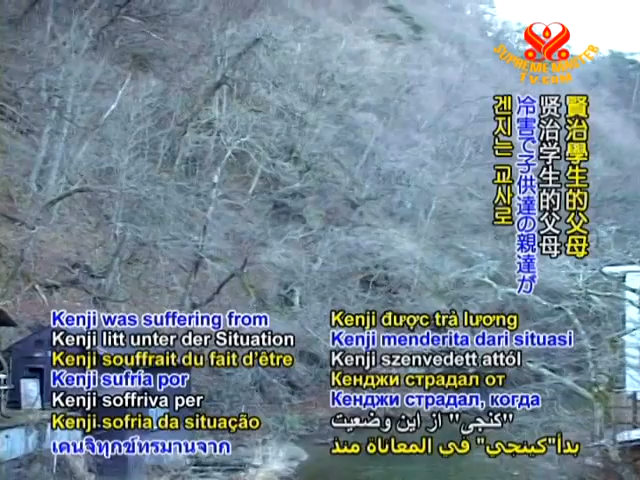 SUPREME MASTER
TV.COM
賢治學生的父母
贤治学生的父母
冷害で子供達の親達が
겐지는 교사로
Kenji was suffering from
Kenji litt unter der Situation
Kenji souffrait du fait d'être
Kenji sufría por
Kenji soffriva per
Kenji sofria da situação
เคนจิทุกข์ทรมานจาก
Kenji được trả lương
Kenji menderita dari situasi
Kenji szenvedett attól
Кенджи страдал от
Кенджи страдал, когда
"کنجی" از این وضعیت
بدأ"كينجي" في المعاناة منذ